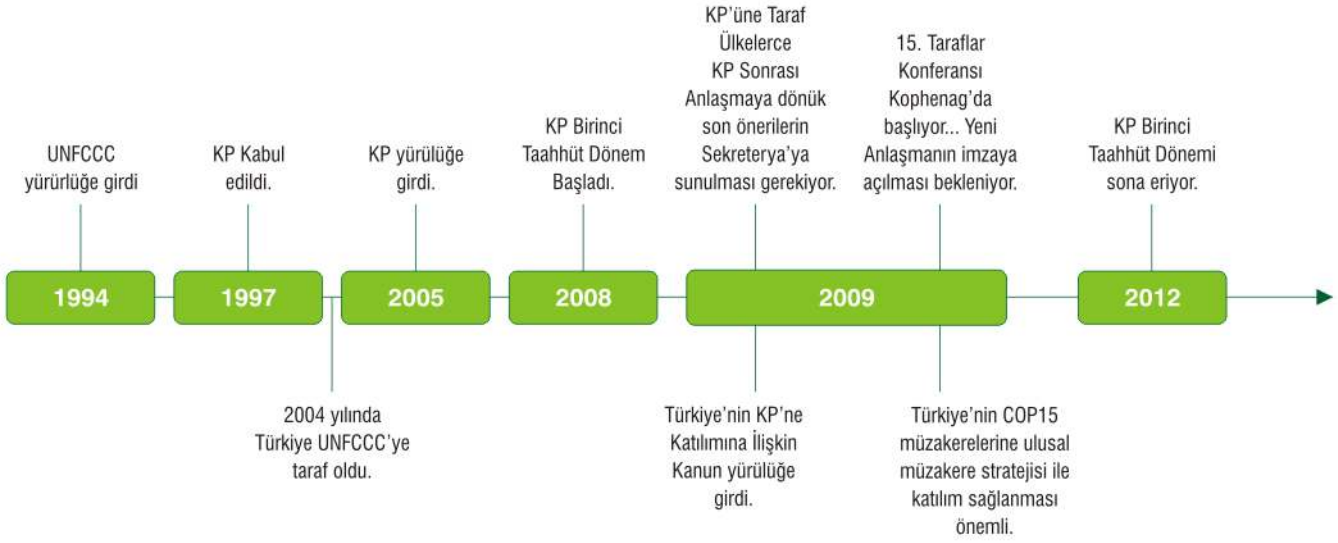 UNFCCC
yürürlüğe girdi
KP Kabul
edildi.
KP yürülüğe
girdi.
KP Birinci
Taahhüt Dönem
Başladı.
KP'üne Taraf
Ülkelerce
KP Sonrası
Anlaşmaya dönük
son önerilerin
Sekreterya'ya
sunulması gerekiyor.
15. Taraflar
Konferansı
Kophenag'da
başlıyor... Yeni
Anlaşmanın imzaya
açılması bekleniyor.
KP Birinci
Taahhüt Dönemi
sona eriyor.
1994
1997
2005
2008
2009
2012
2004 yılında
Türkiye UNFCCC'ye
taraf oldu.
Türkiye'nin KP'ne
Katılımına İlişkin
Kanun yürülüğe
girdi.
Türkiye'nin COP15
müzakerelerine ulusal
müzakere stratejisi ile
katılım sağlanması
önemli.